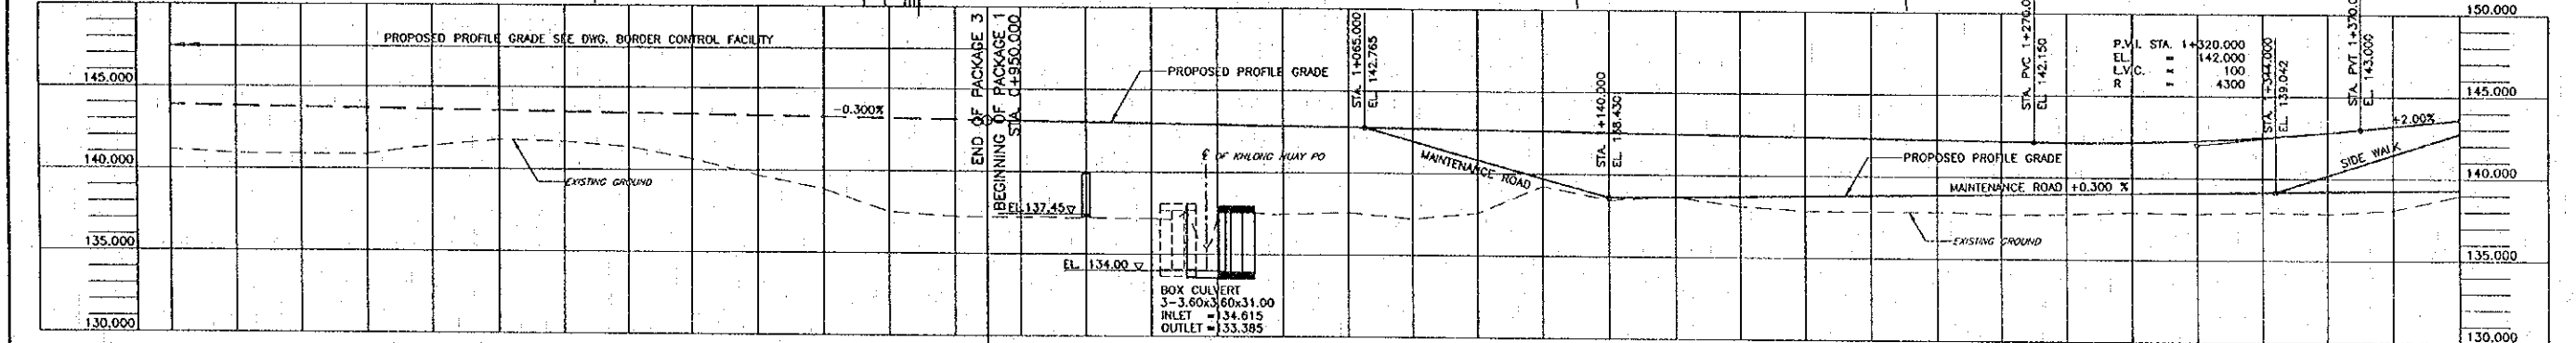 150.000
145.000
140.000
135.000
130.000
PROPOSED PROFILE GRADE SEE DWG. BORDER CONTROL FACILITY
-0.300%
EXISTING GROUND
END OF PACKAGE 3
BEGINNING OF PACKAGE 1
STA. 0+950.000
PROPOSED PROFILE GRADE
EL.137.45
EL. 134.00
℄ OF KHLONG HUAY PO
BOX CULVERT
3-3.60x3.60x31.00
INLET =134.615
OUTLET =133.385
STA. 1+065.000
EL. 142.765
MAINTENANCE ROAD
STA. 1+140.000
EL. 138.430
PROPOSED PROFILE GRADE
MAINTENANCE ROAD +0.300 %
EXISTING GROUND
STA. PVC 1+270.0
EL. 142.150
P.V.I. STA. 1+320.000
EL. = 142.000
L.V.C. = 100
R = 4300
STA. 1+344.000
EL. 139.042
STA. PVT 1+370.0
EL. 143.000
+2.00%
SIDE WALK
145.000
140.000
135.000
130.000